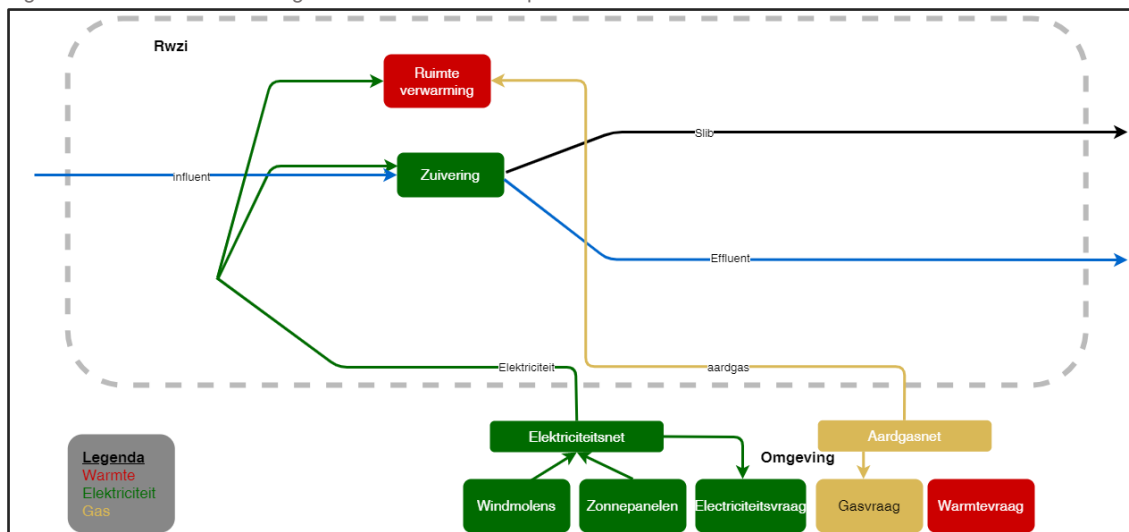 Rwzi
Ruimte
verwarming
Slib
Zuivering
influent
Effluent
Elektriciteit
aardgas
Elektriciteitsnet
Aardgasnet
Omgeving
Legenda
Warmte
Elektriciteit
Gas
Windmolens
Zonnepanelen
Electriciteitsvraag
Gasvraag
Warmtevraag